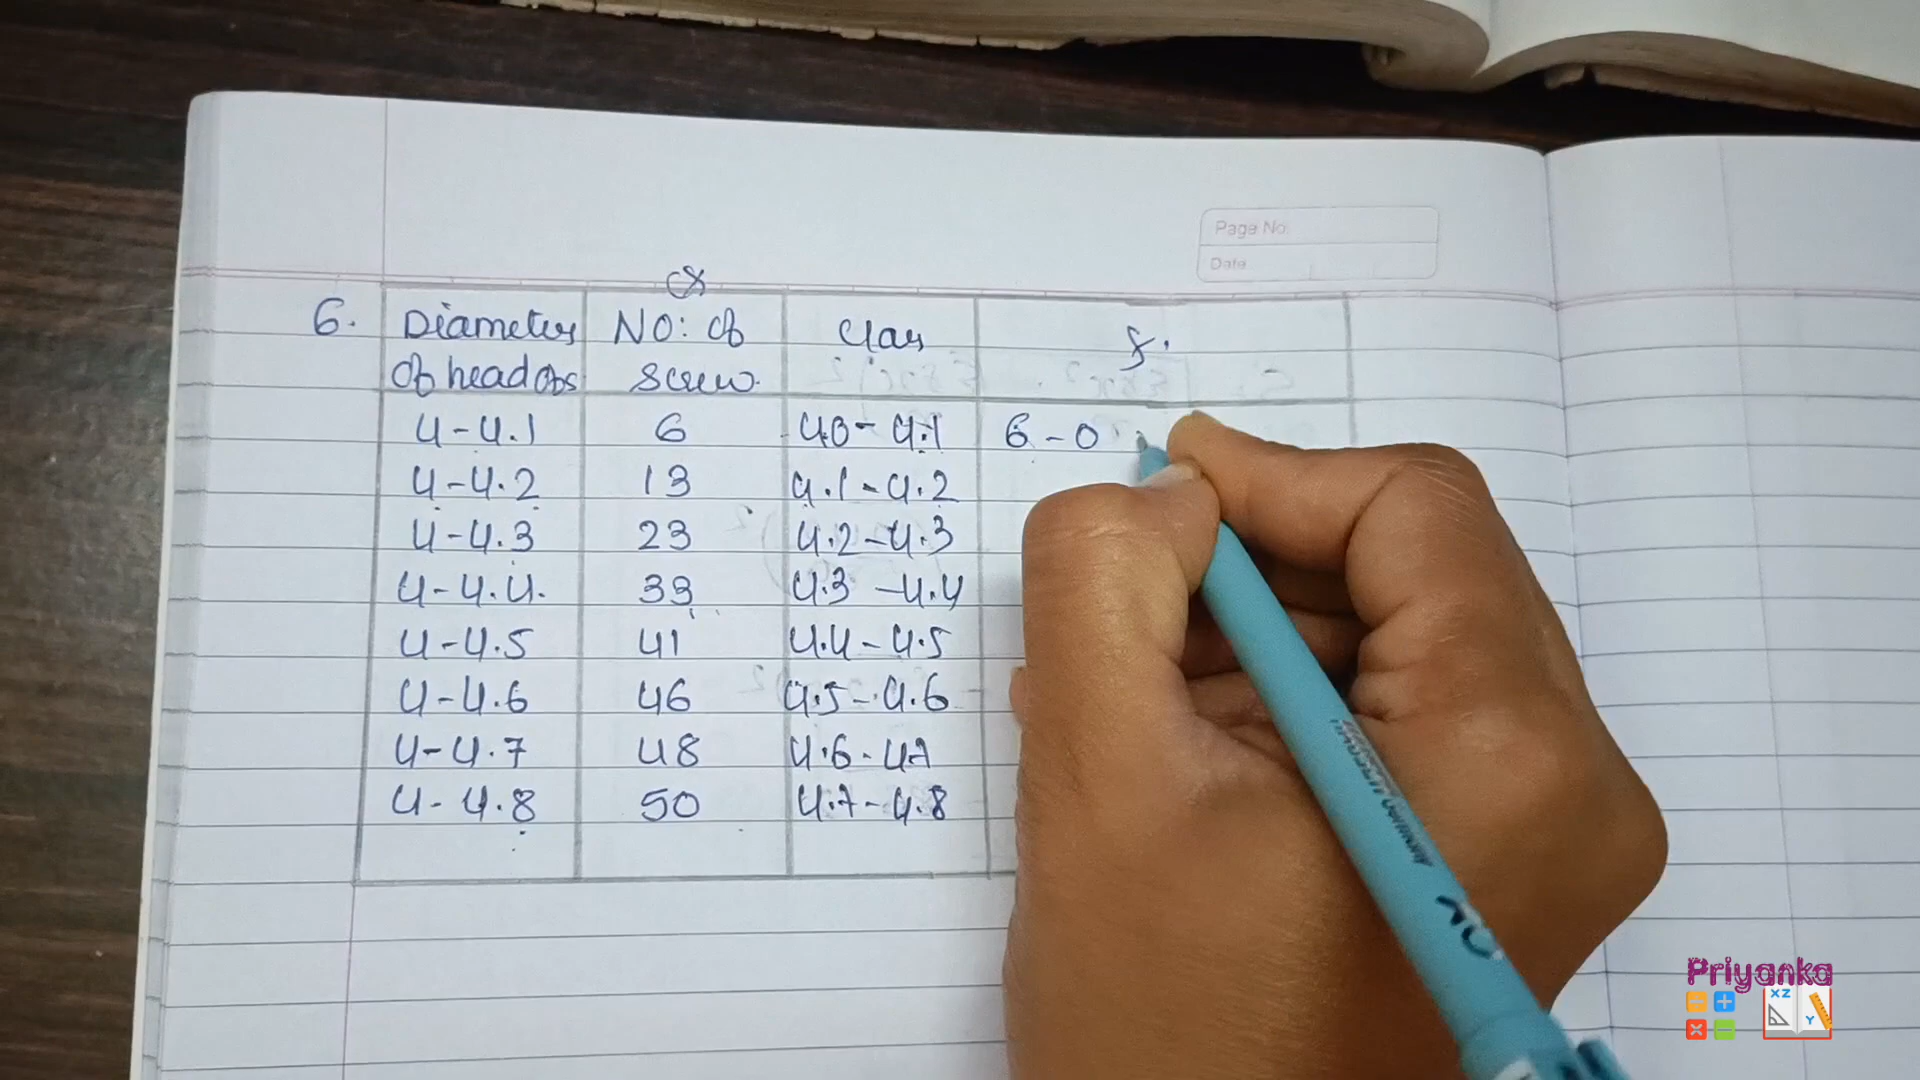 Page No.
Date
cf
6. Diameter NO: of Class f.
of head of s screw.
4-4.1 6 4.0-4.1 6-0
4-4.2 13 4.1-4.2
4-4.3 23 4.2-4.3
4-4.4. 33 4.3-4.4
4-4.5 41 4.4-4.5
4-4.6 46 4.5-4.6
4-4.7 48 4.6-4.7
4-4.8 50 4.7-4.8
Priyanka
XZ
Y